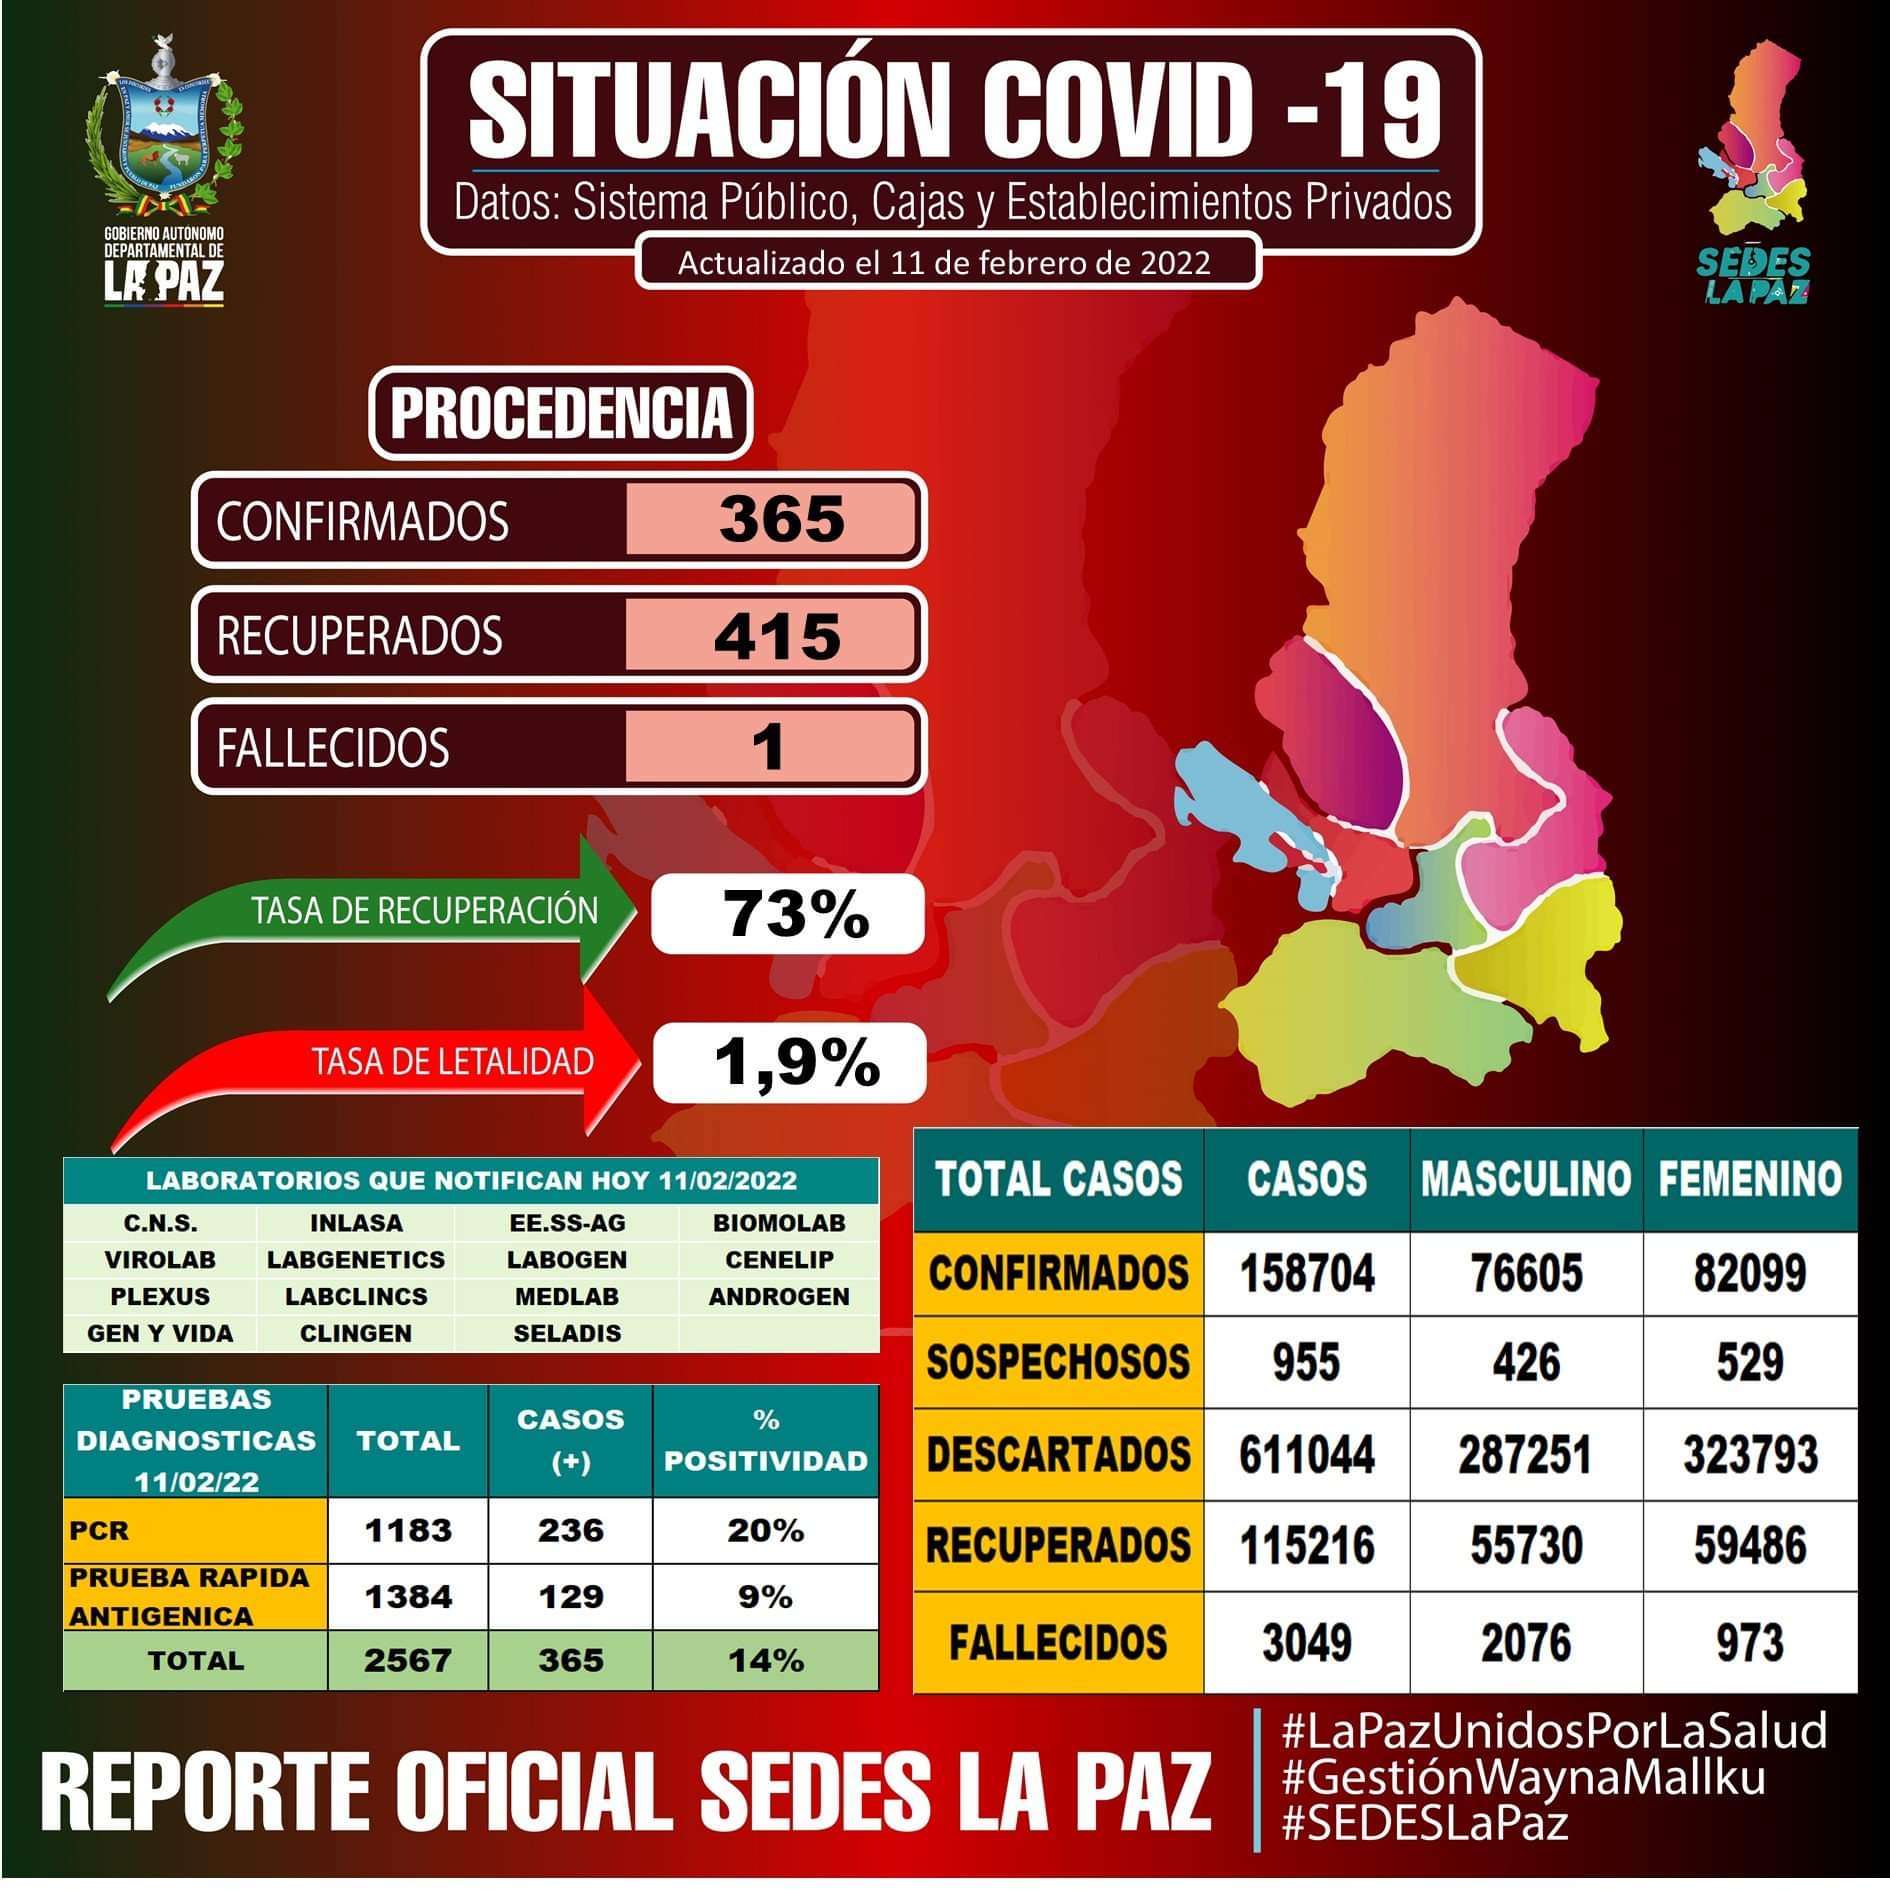 SITUACIÓN COVID -19
Datos: Sistema Público, Cajas y Establecimientos Privados
Actualizado el 11 de febrero de 2022
GOBIERNO AUTÓNOMO
DEPARTAMENTAL DE
LA PAZ
SEDES
LA PAZ
PROCEDENCIA
CONFIRMADOS 365
RECUPERADOS 415
FALLECIDOS 1
TASA DE RECUPERACIÓN 73%
TASA DE LETALIDAD 1,9%
LABORATORIOS QUE NOTIFICAN HOY 11/02/2022
C.N.S. INLASA EE.SS-AG BIOMOLAB
VIROLAB LABGENETICS LABOGEN CENELIP
PLEXUS LABCLINCS MEDLAB ANDROGEN
GEN Y VIDA CLINGEN SELADIS
PRUEBAS
DIAGNOSTICAS
11/02/22
TOTAL
CASOS
(+)
%
POSITIVIDAD
PCR 1183 236 20%
PRUEBA RAPIDA
ANTIGENICA
1384 129 9%
TOTAL 2567 365 14%
TOTAL CASOS CASOS MASCULINO FEMENINO
CONFIRMADOS 158704 76605 82099
SOSPECHOSOS 955 426 529
DESCARTADOS 611044 287251 323793
RECUPERADOS 115216 55730 59486
FALLECIDOS 3049 2076 973
REPORTE OFICIAL SEDES LA PAZ
#LaPazUnidosPorLaSalud
#GestiónWaynaMallku
#SEDESLaPaz